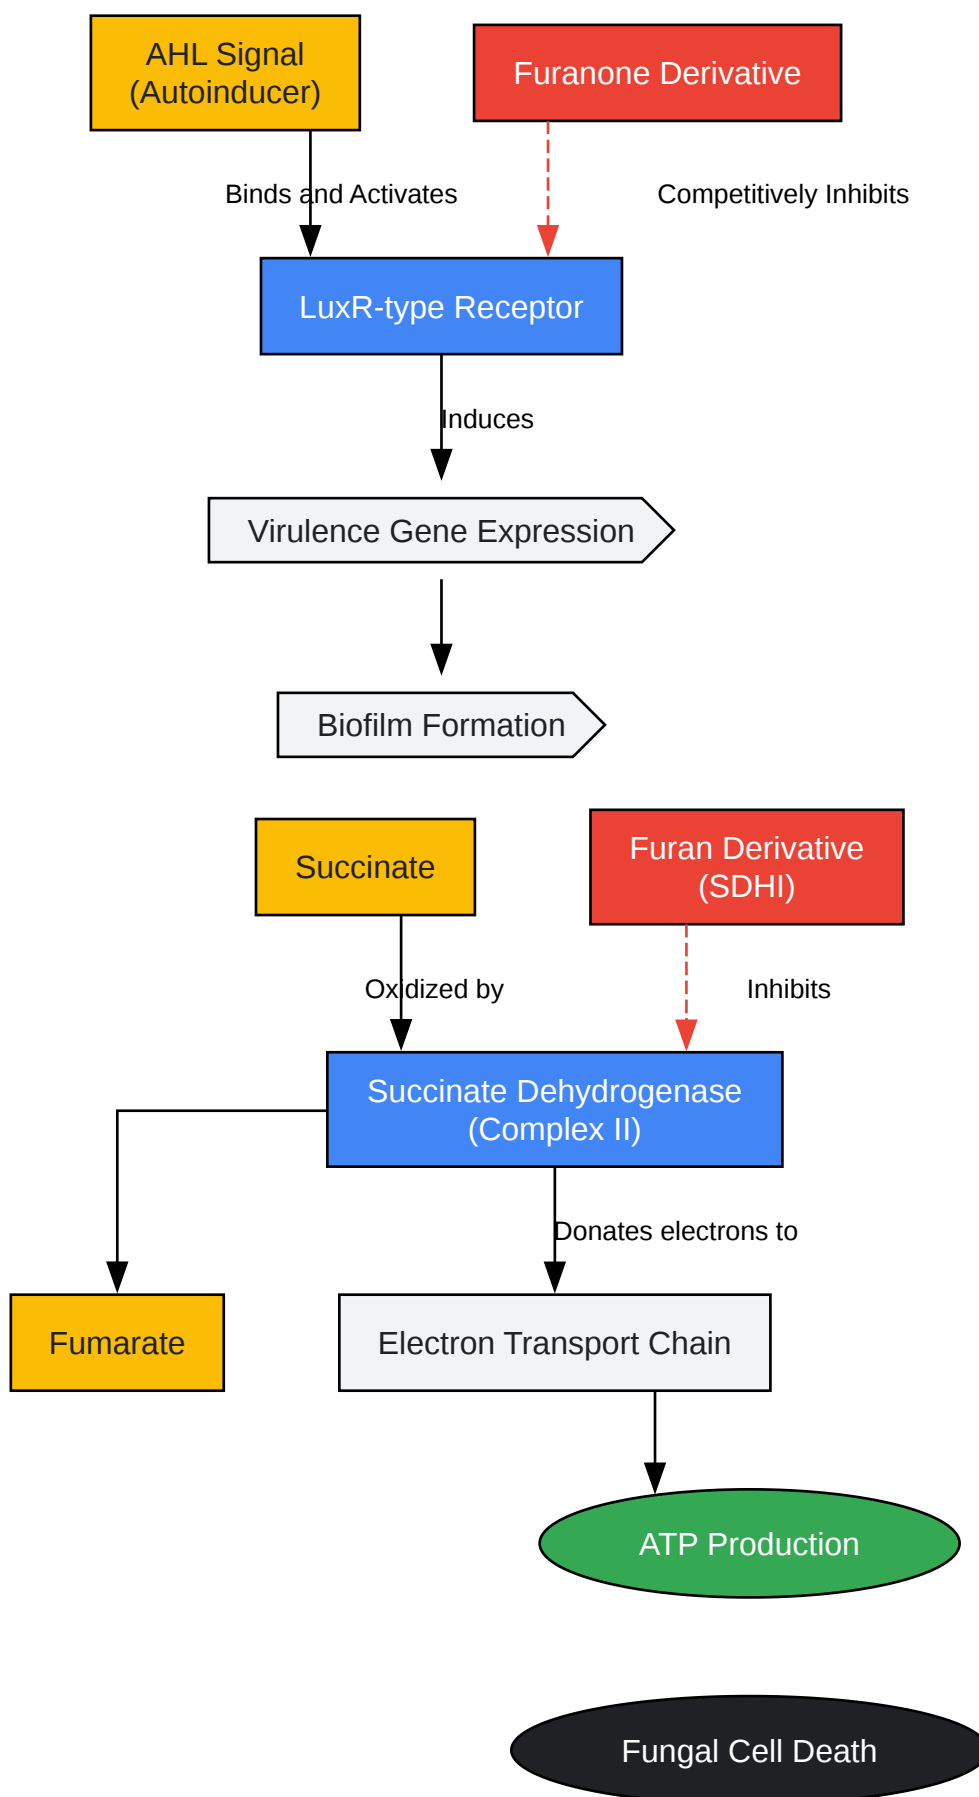 AHL Signal
(Autoinducer)
Furanone Derivative
Binds and Activates
Competitively Inhibits
LuxR-type Receptor
Induces
Virulence Gene Expression
Biofilm Formation
Succinate
Furan Derivative
(SDHI)
Oxidized by
Inhibits
Succinate Dehydrogenase
(Complex II)
Donates electrons to
Fumarate
Electron Transport Chain
ATP Production
Fungal Cell Death